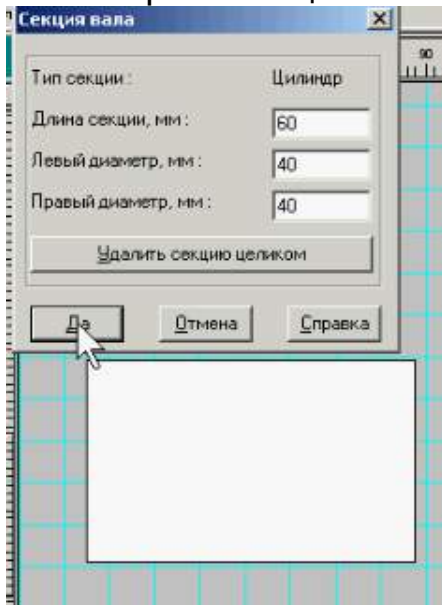 Секция вала
90
Тип секции : Цилиндр
Длина секции, мм : 60
Левый диаметр, мм : 40
Правый диаметр, мм : 40
Удалить секцию целиком
Да Отмена Справка